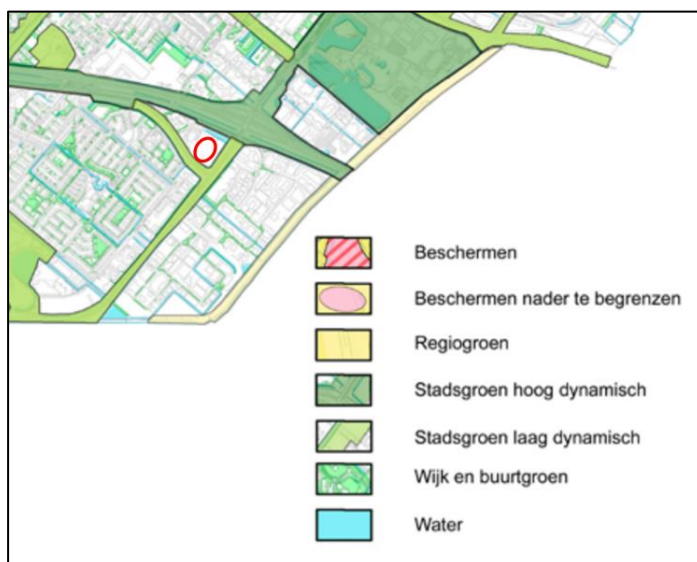 Beschermen
Beschermen nader te begrenzen
Regiogroen
Stadsgroen hoog dynamisch
Stadsgroen laag dynamisch
Wijk en buurtgroen
Water